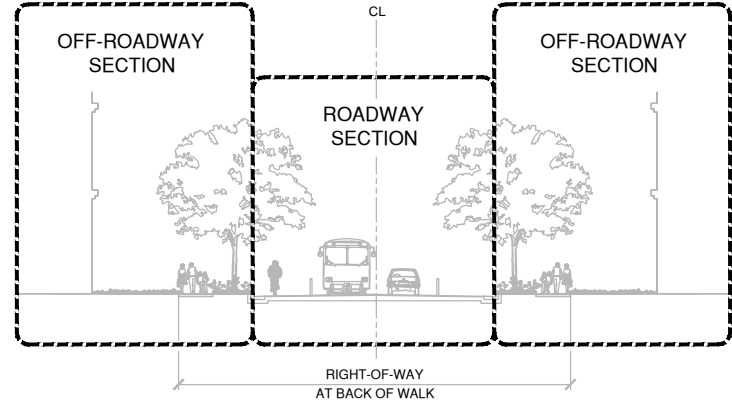 CL
OFF-ROADWAY
SECTION
ROADWAY
SECTION
OFF-ROADWAY
SECTION
RIGHT-OF-WAY
AT BACK OF WALK